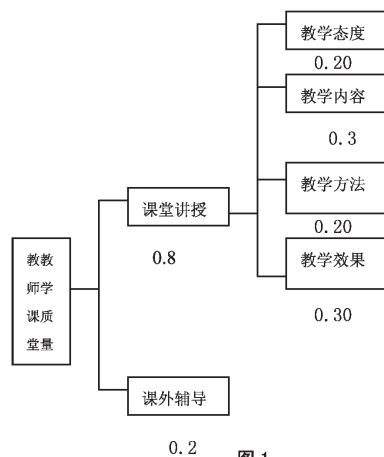 教学态度
0.20
教学内容
0.3
教学方法
0.20
教学效果
0.30
课堂讲授
0.8
教教
师学
课质
堂量
课外辅导
0.2
图 1